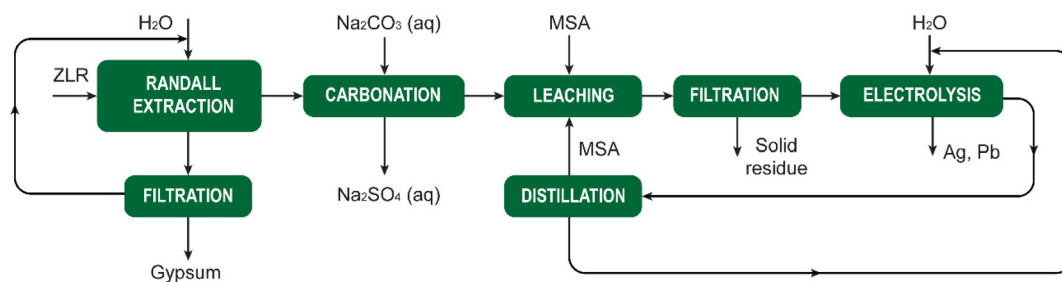 H₂O
Na₂CO₃ (aq)
MSA
H₂O
ZLR
RANDALL
EXTRACTION
CARBONATION
LEACHING
FILTRATION
ELECTROLYSIS
MSA
Solid
residue
Ag, Pb
FILTRATION
Na₂SO₄ (aq)
DISTILLATION
Gypsum